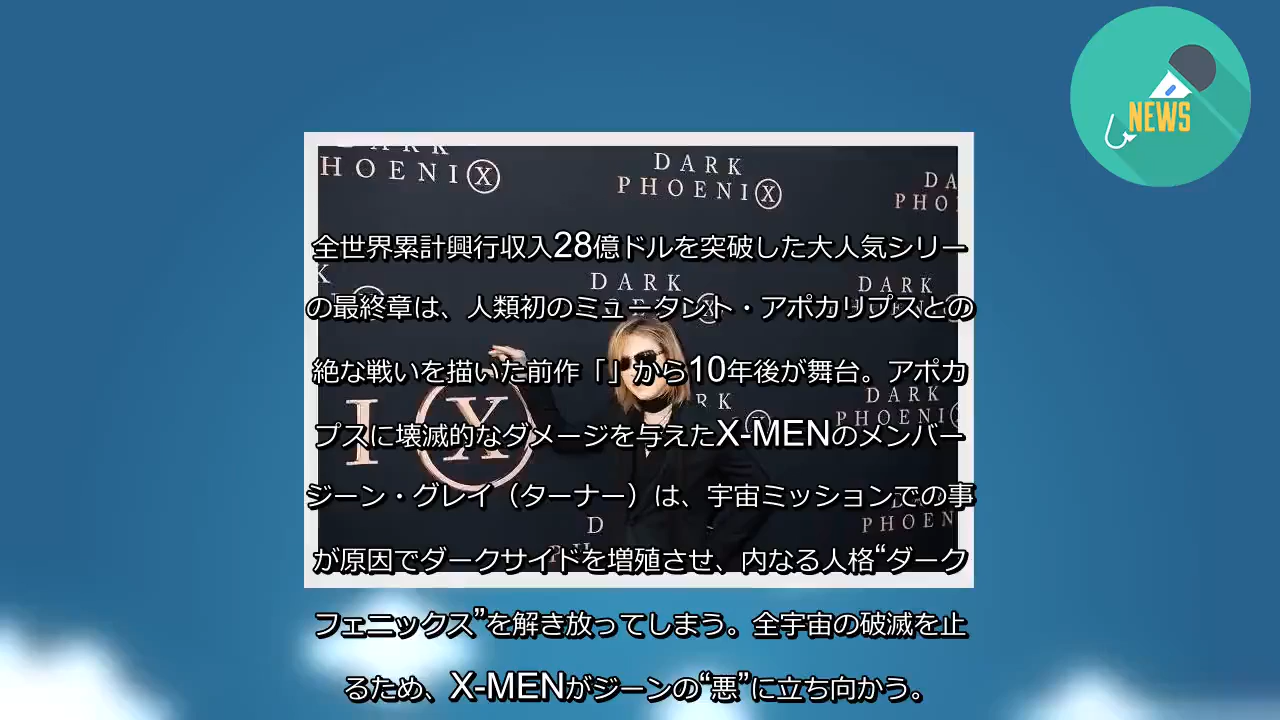 NEWS
DARK
PHOENIX
DARK
PHOENIX
DA
PHO
全世界累計興行収入28億ドルを突破した大人気シリー
DARK
DARK
の最終章は、人類初のミュータント・アポカリプスとの
絶な戦いを描いた前作「」から10年後が舞台。アポカ
DARK
PHOENI
プスに壊滅的なダメージを与えたX-MENのメンバー
IX
ジーン・グレイ（ターナー）は、宇宙ミッションでの事
PHOEN
が原因でダークサイドを増殖させ、内なる人格“ダーク
フェニックス”を解き放ってしまう。全宇宙の破滅を止
るため、X-MENがジーンの“悪”に立ち向かう。